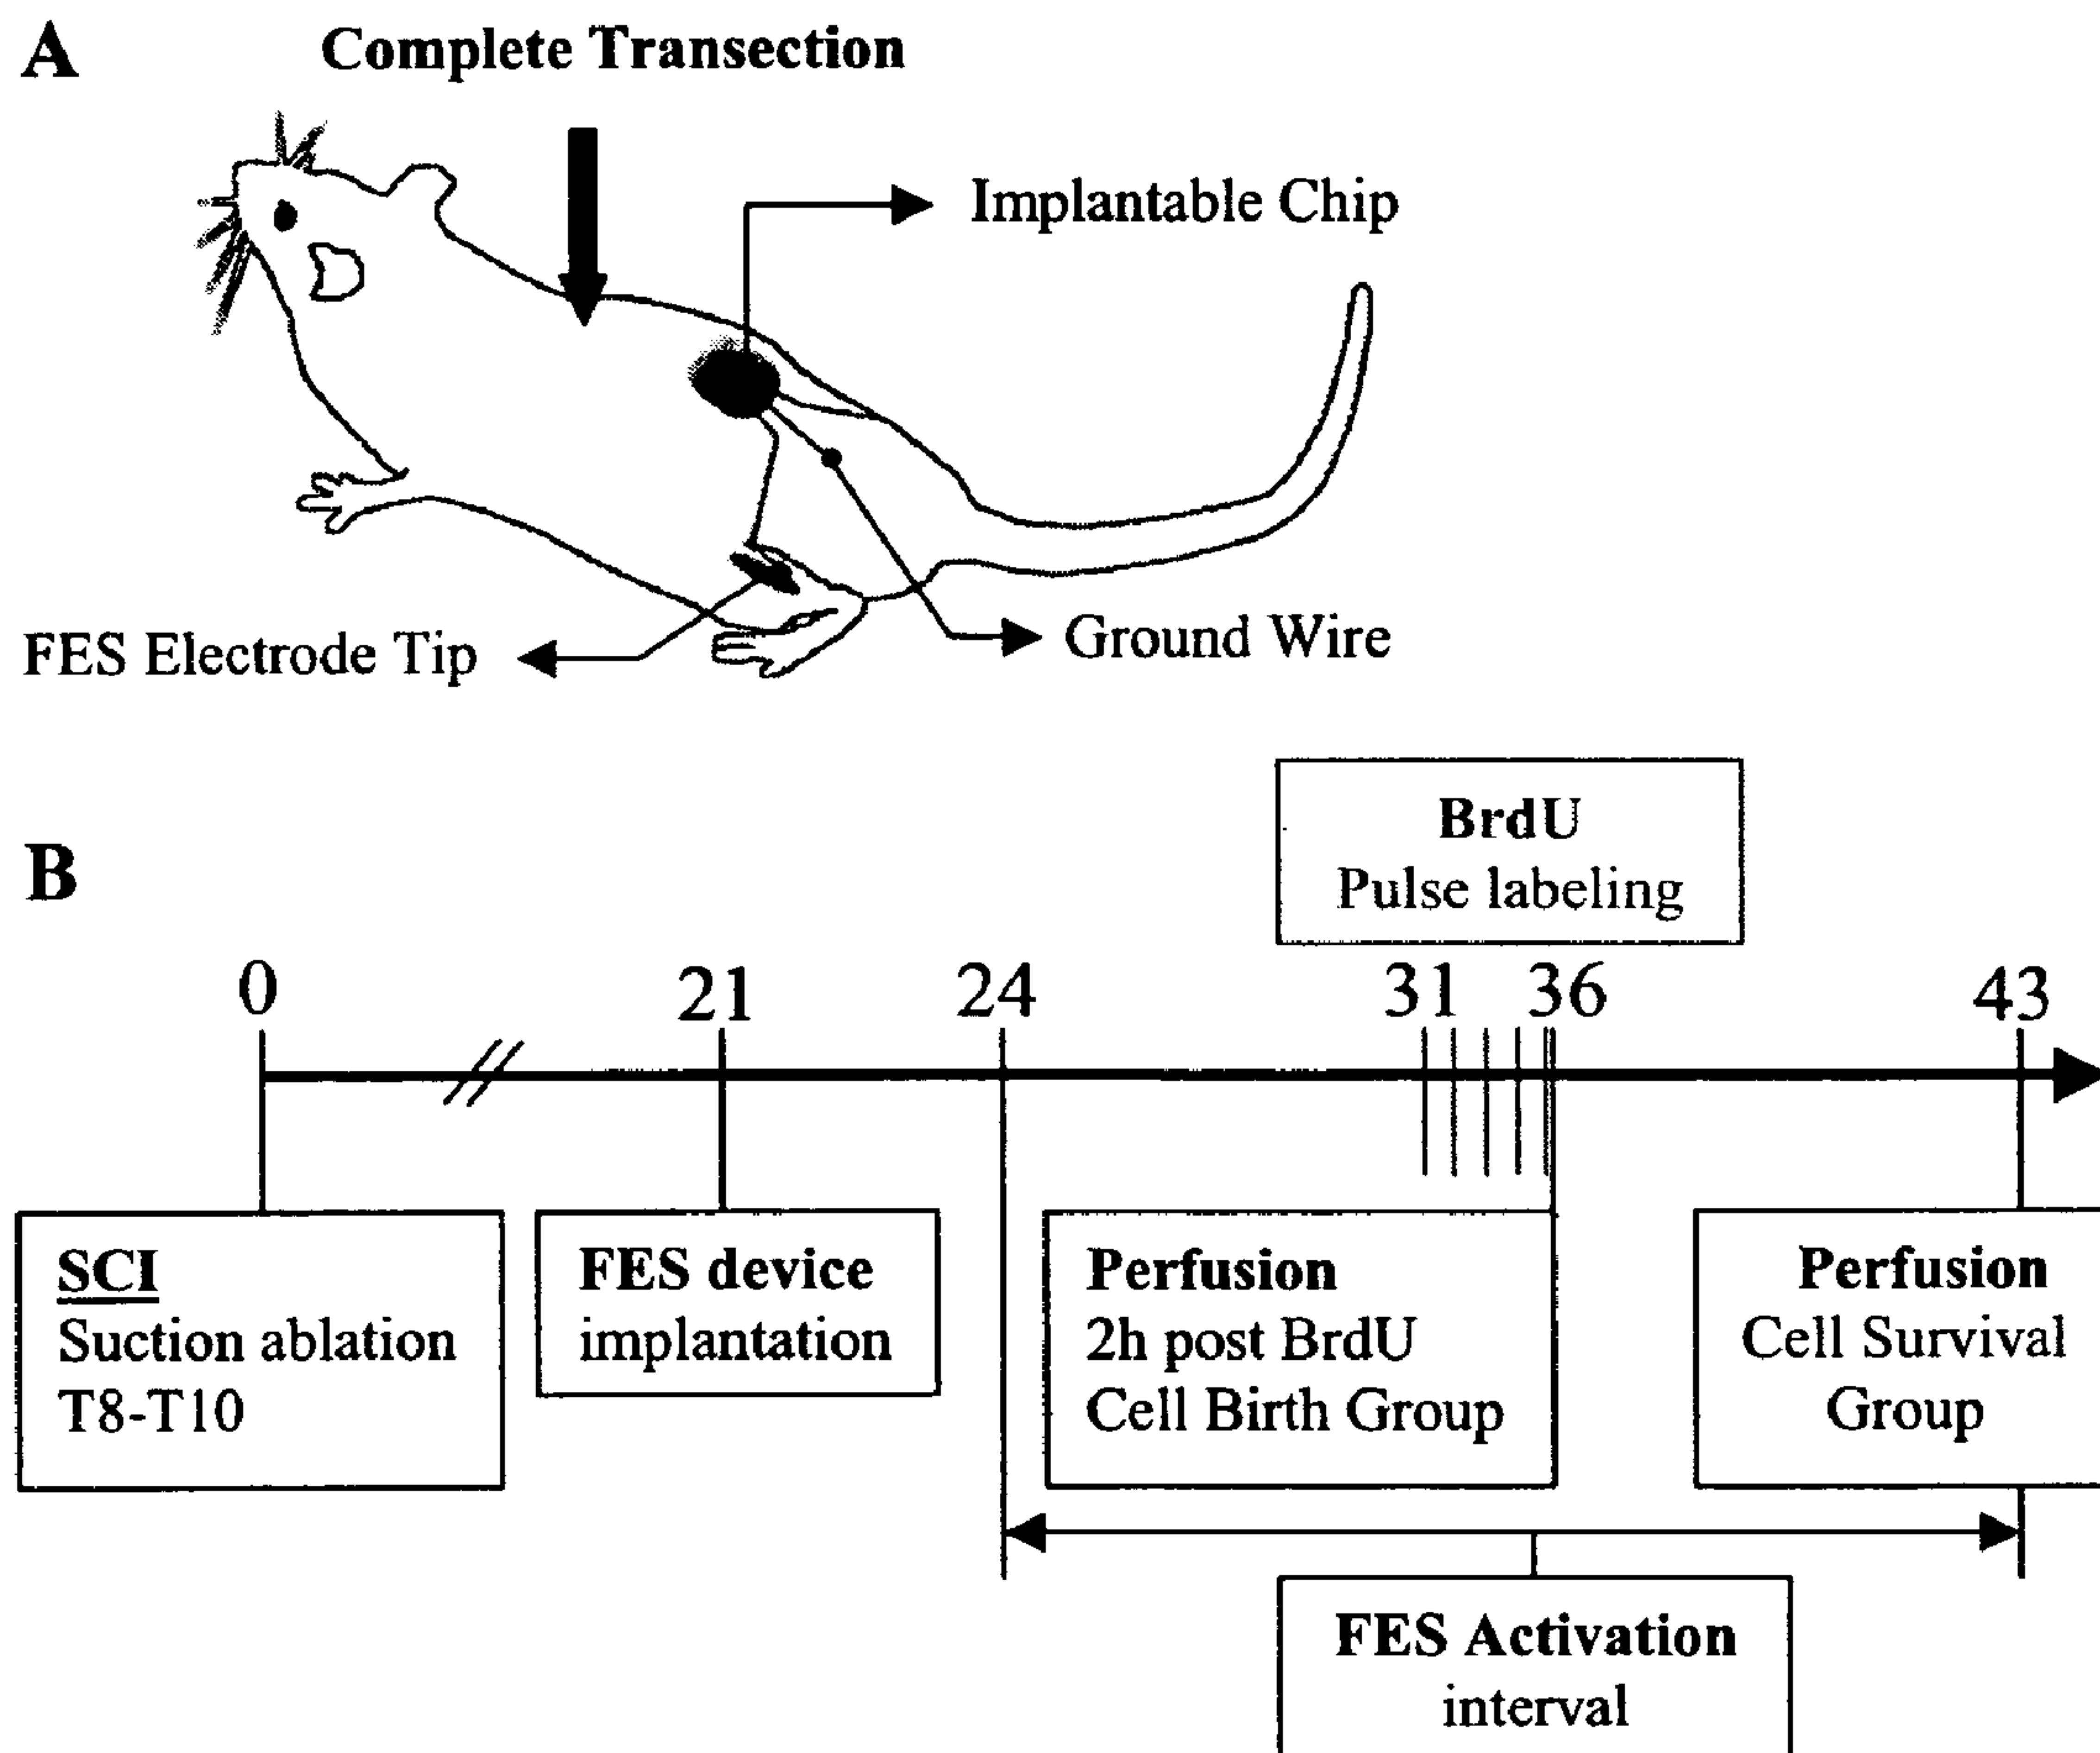 A
Complete Transection
Implantable Chip
FES Electrode Tip
Ground Wire
B
BrdU
Pulse labeling
0
21
24
31
36
43
SCI
Suction ablation
T8-T10
FES device
implantation
Perfusion
2h post BrdU
Cell Birth Group
Perfusion
Cell Survival
Group
FES Activation
interval